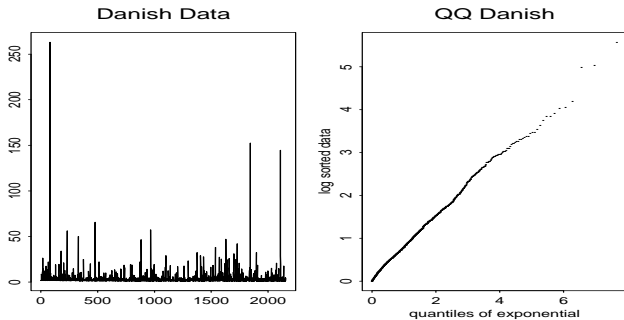 Danish Data
250
200
150
100
50
0
0 500 1000 1500 2000
QQ Danish
log sorted data
5
4
3
2
1
0
0 2 4 6
quantiles of exponential